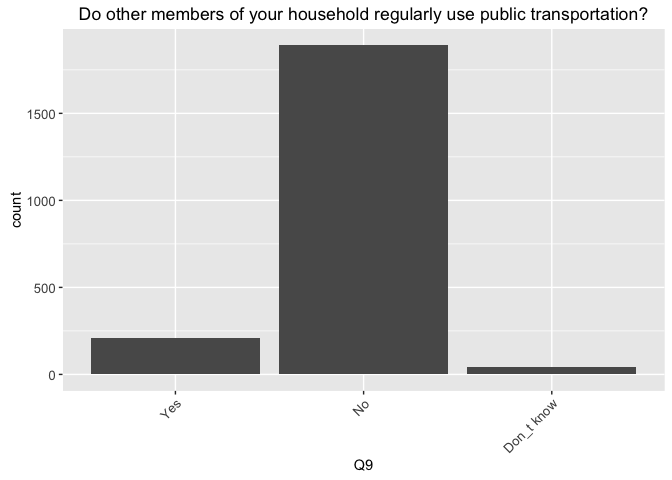 Do other members of your household regularly use public transportation?
1500
1000
500
0
count
Yes
No
Don_t know
Q9